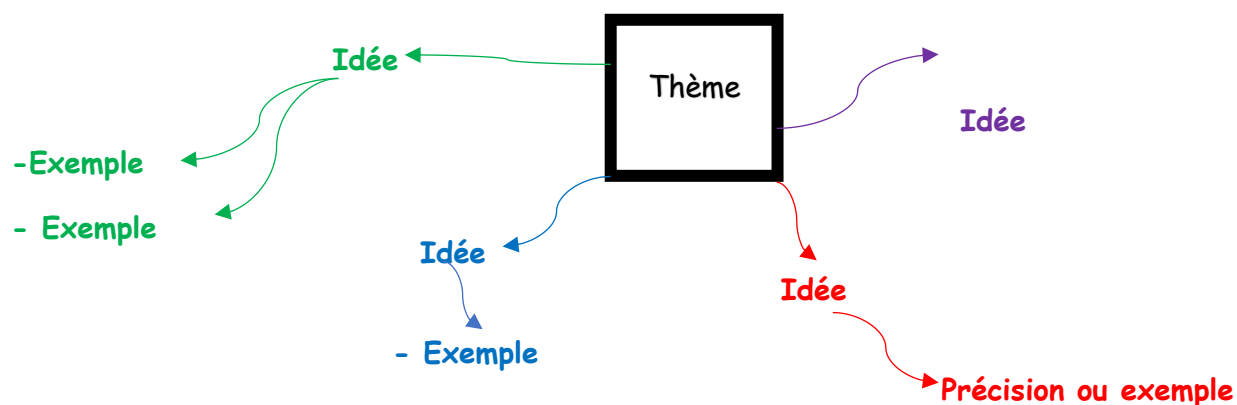 Idée
Thème
Idée
-Exemple
- Exemple
Idée
Idée
- Exemple
Précision ou exemple